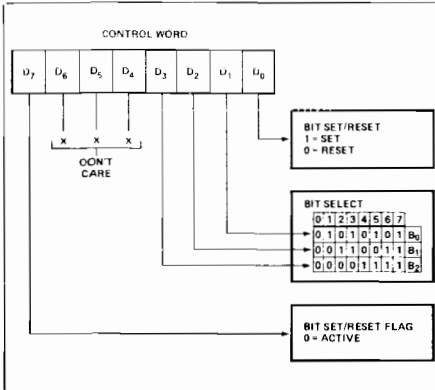 CONTROL WORD
D7 D6 D5 D4 D3 D2 D1 D0
X X X
DON'T
CARE
BIT SET/RESET
1 = SET
0 = RESET
BIT SELECT
0 1 2 3 4 5 6 7
0 1 0 1 0 1 0 1 B0
0 0 1 1 0 0 1 1 B1
0 0 0 0 1 1 1 1 B2
BIT SET/RESET FLAG
0 = ACTIVE